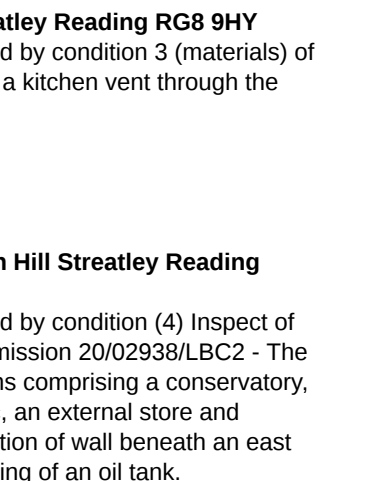 atley Reading RG8 9HY
d by condition 3 (materials) of
a kitchen vent through the
Hill Streatley Reading
d by condition (4) Inspect of
mission 20/02938/LBC2 - The
ns comprising a conservatory,
, an external store and
tion of wall beneath an east
ing of an oil tank.